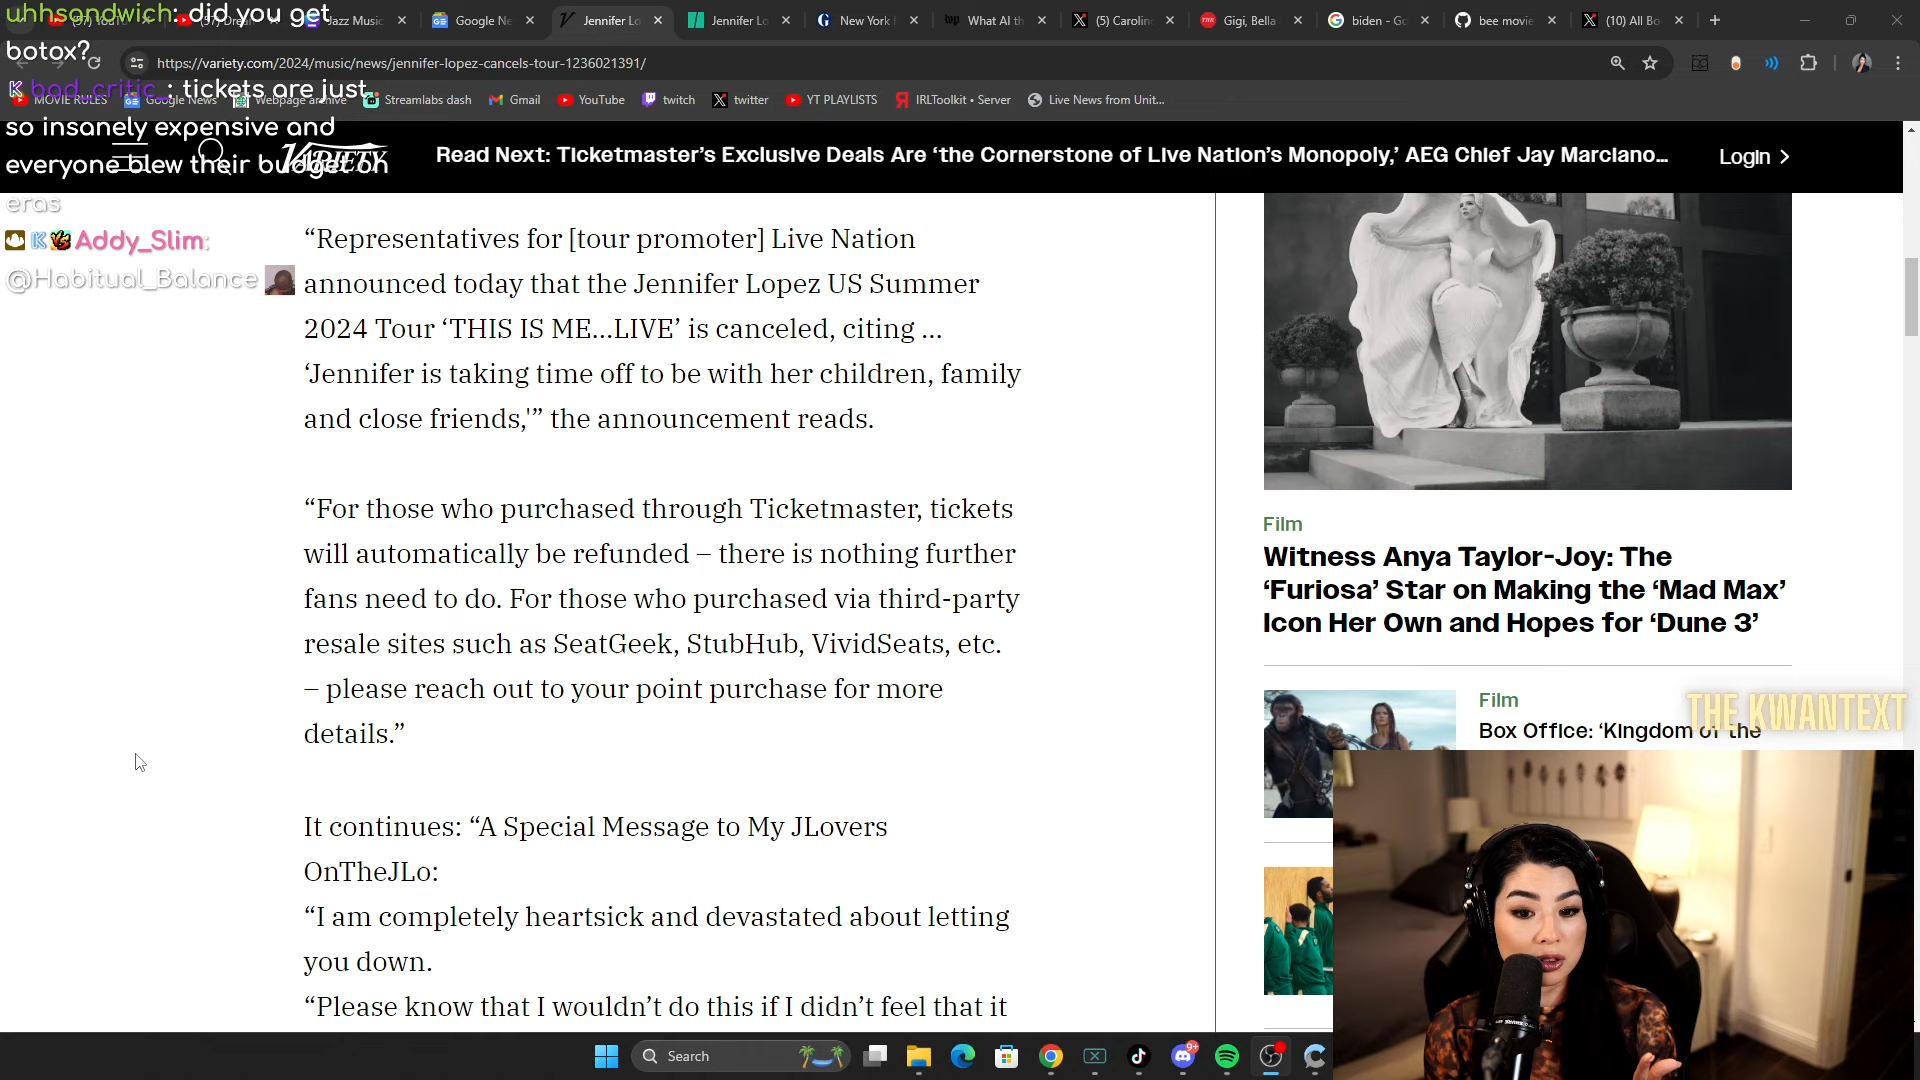 uhhsandwich: did you get
botox?
bad_critic_: tickets are just
so insanely expensive and
everyone blew their budget on
eras
Addy_Slim:
@Habitual_Balance
Jazz Music
Google Ne
Jennifer Lo
Jennifer Lo
New York
What AI th
(5) Carolin
Gigi, Bella
biden - Go
bee movie
(10) All Bo
https://variety.com/2024/music/news/jennifer-lopez-cancels-tour-1236021391/
MOVIE RULES
Google News
Webpage archive
Streamlabs dash
Gmail
YouTube
twitch
twitter
YT PLAYLISTS
IRLToolkit • Server
Live News from Unit...
VARIETY
Read Next: Ticketmaster’s Exclusive Deals Are ‘the Cornerstone of Live Nation’s Monopoly,’ AEG Chief Jay Marciano...
Login
“Representatives for [tour promoter] Live Nation
announced today that the Jennifer Lopez US Summer
2024 Tour ‘THIS IS ME…LIVE’ is canceled, citing …
‘Jennifer is taking time off to be with her children, family
and close friends,'” the announcement reads.
“For those who purchased through Ticketmaster, tickets
will automatically be refunded – there is nothing further
fans need to do. For those who purchased via third-party
resale sites such as SeatGeek, StubHub, VividSeats, etc.
– please reach out to your point purchase for more
details.”
It continues: “A Special Message to My JLovers
OnTheJLo:
“I am completely heartsick and devastated about letting
you down.
“Please know that I wouldn’t do this if I didn’t feel that it
Film
Witness Anya Taylor-Joy: The
‘Furiosa’ Star on Making the ‘Mad Max’
Icon Her Own and Hopes for ‘Dune 3’
Film
Box Office: ‘Kingdom of the
THE KWANTEXT
Search
9+